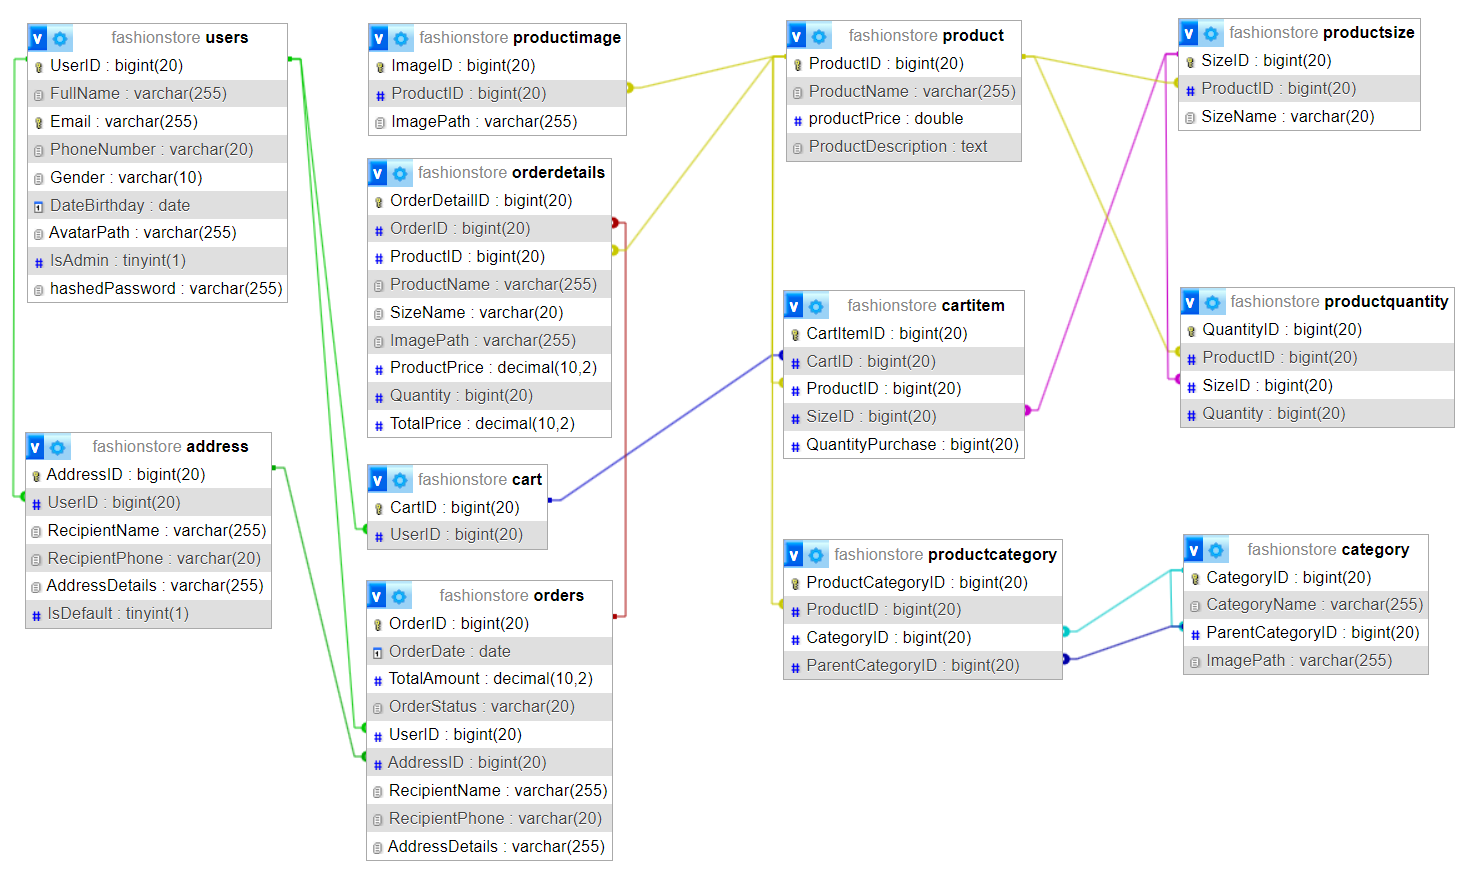 v fashionstore users
UserID : bigint(20)
FullName : varchar(255)
Email : varchar(255)
PhoneNumber : varchar(20)
Gender : varchar(10)
DateBirthday : date
AvatarPath : varchar(255)
# IsAdmin : tinyint(1)
hashedPassword : varchar(255)
v fashionstore address
AddressID : bigint(20)
# UserID : bigint(20)
RecipientName : varchar(255)
RecipientPhone : varchar(20)
AddressDetails : varchar(255)
# IsDefault : tinyint(1)
v fashionstore productimage
ImageID : bigint(20)
# ProductID : bigint(20)
ImagePath : varchar(255)
v fashionstore orderdetails
OrderDetailID : bigint(20)
# OrderID : bigint(20)
# ProductID : bigint(20)
ProductName : varchar(255)
SizeName : varchar(20)
ImagePath : varchar(255)
# ProductPrice : decimal(10,2)
# Quantity : bigint(20)
# TotalPrice : decimal(10,2)
v fashionstore cart
CartID : bigint(20)
# UserID : bigint(20)
v fashionstore orders
OrderID : bigint(20)
OrderDate : date
# TotalAmount : decimal(10,2)
OrderStatus : varchar(20)
# UserID : bigint(20)
# AddressID : bigint(20)
RecipientName : varchar(255)
RecipientPhone : varchar(20)
AddressDetails : varchar(255)
v fashionstore product
ProductID : bigint(20)
ProductName : varchar(255)
# productPrice : double
ProductDescription : text
v fashionstore cartitem
CartItemID : bigint(20)
# CartID : bigint(20)
# ProductID : bigint(20)
# SizeID : bigint(20)
# QuantityPurchase : bigint(20)
v fashionstore productcategory
ProductCategoryID : bigint(20)
# ProductID : bigint(20)
# CategoryID : bigint(20)
# ParentCategoryID : bigint(20)
v fashionstore productsize
SizeID : bigint(20)
# ProductID : bigint(20)
SizeName : varchar(20)
v fashionstore productquantity
QuantityID : bigint(20)
# ProductID : bigint(20)
# SizeID : bigint(20)
# Quantity : bigint(20)
v fashionstore category
CategoryID : bigint(20)
CategoryName : varchar(255)
# ParentCategoryID : bigint(20)
ImagePath : varchar(255)